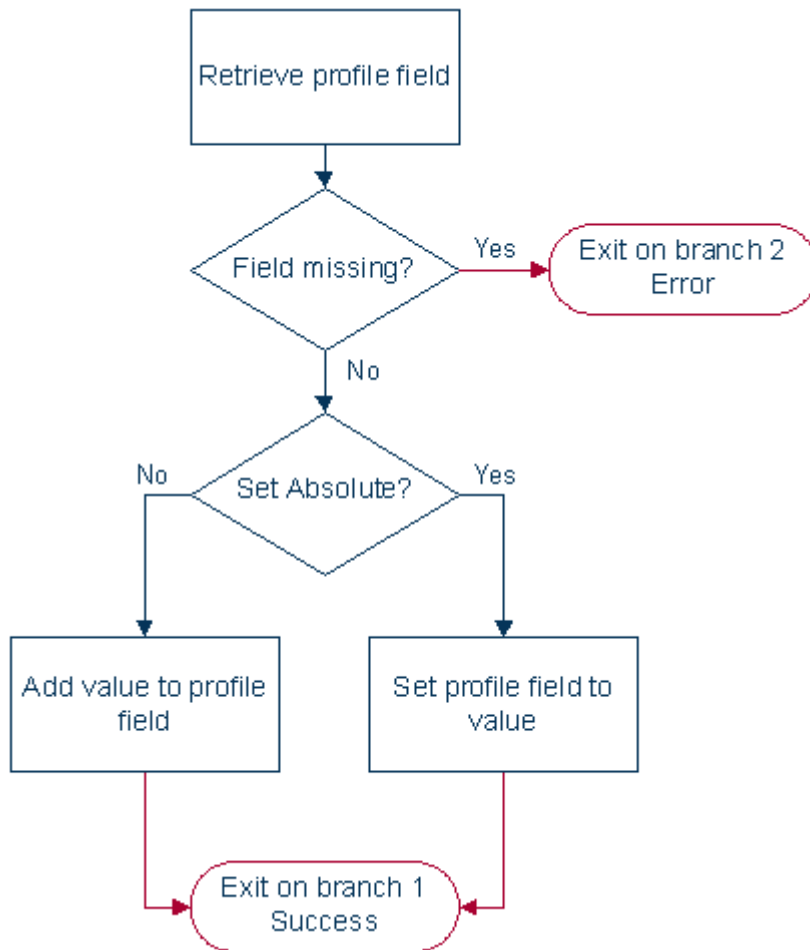 Retrieve profile field
Field missing?
Yes
Exit on branch 2
Error
No
Set Absolute?
No
Yes
Add value to profile
field
Set profile field to
value
Exit on branch 1
Success